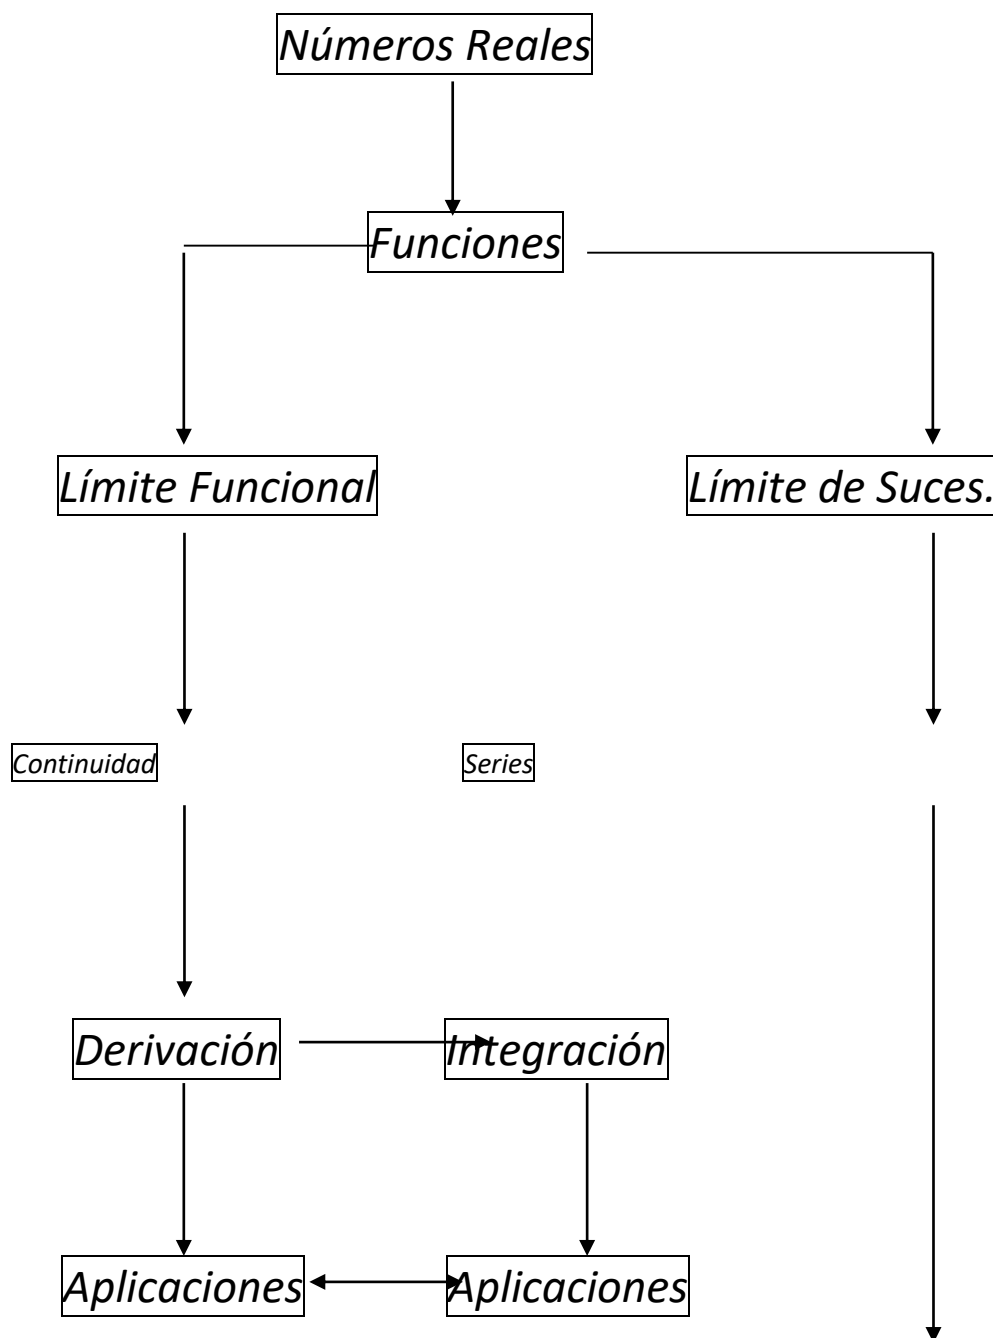 Números Reales
Funciones
Límite Funcional
Límite de Suces.
Continuidad
Series
Derivación
Integración
Aplicaciones
Aplicaciones